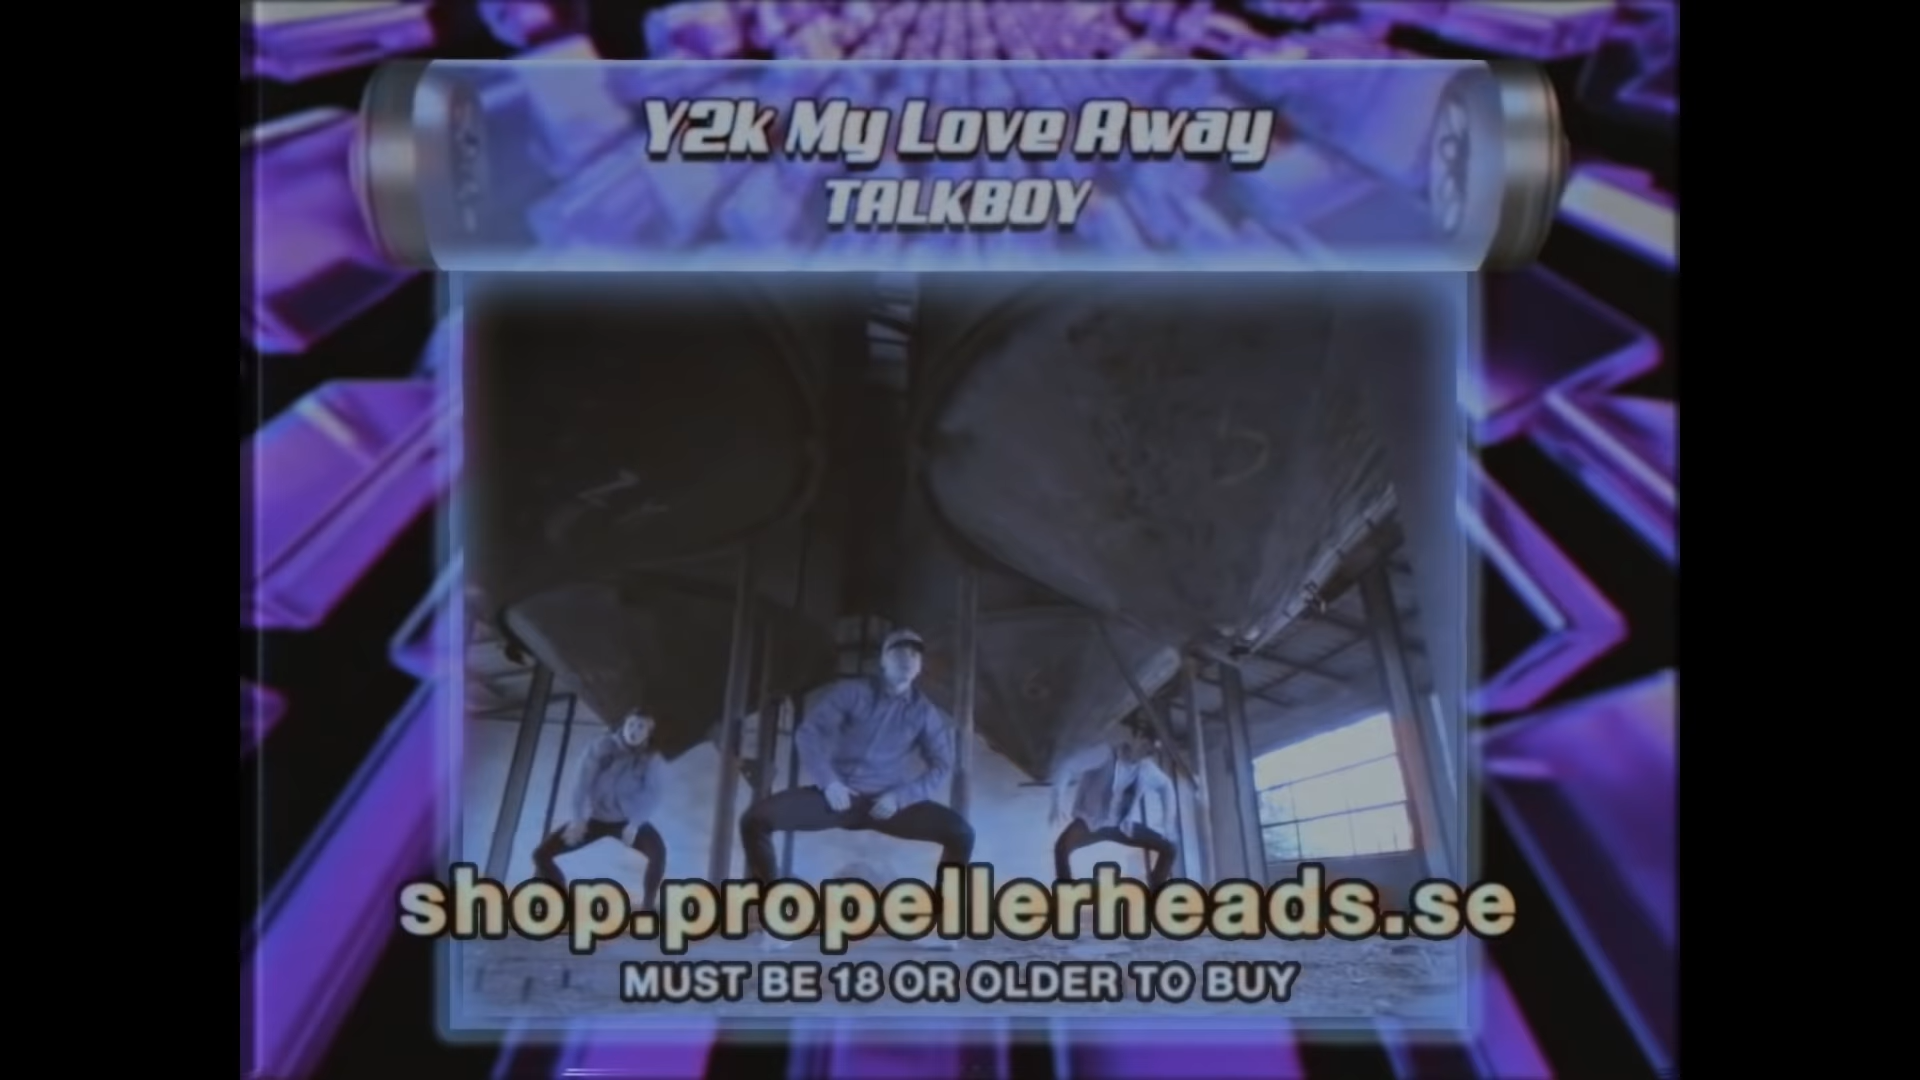 Y2k My Love Away
TALKBOY
shop.propellerheads.se
MUST BE 18 OR OLDER TO BUY